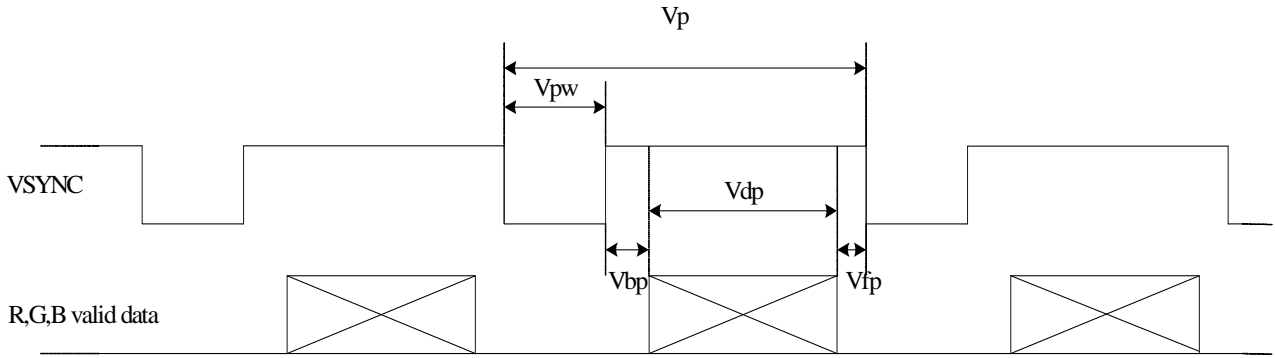 Vp
Vpw
VSYNC
Vdp
Vbp
Vfp
R,G,B valid data